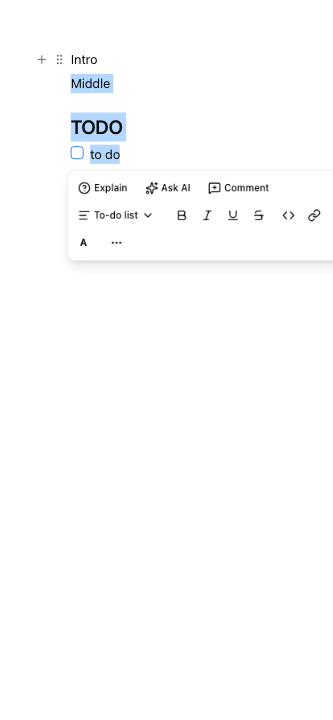 Intro
Middle
TODO
to do
Explain Ask AI Comment
To-do list B I U S
A